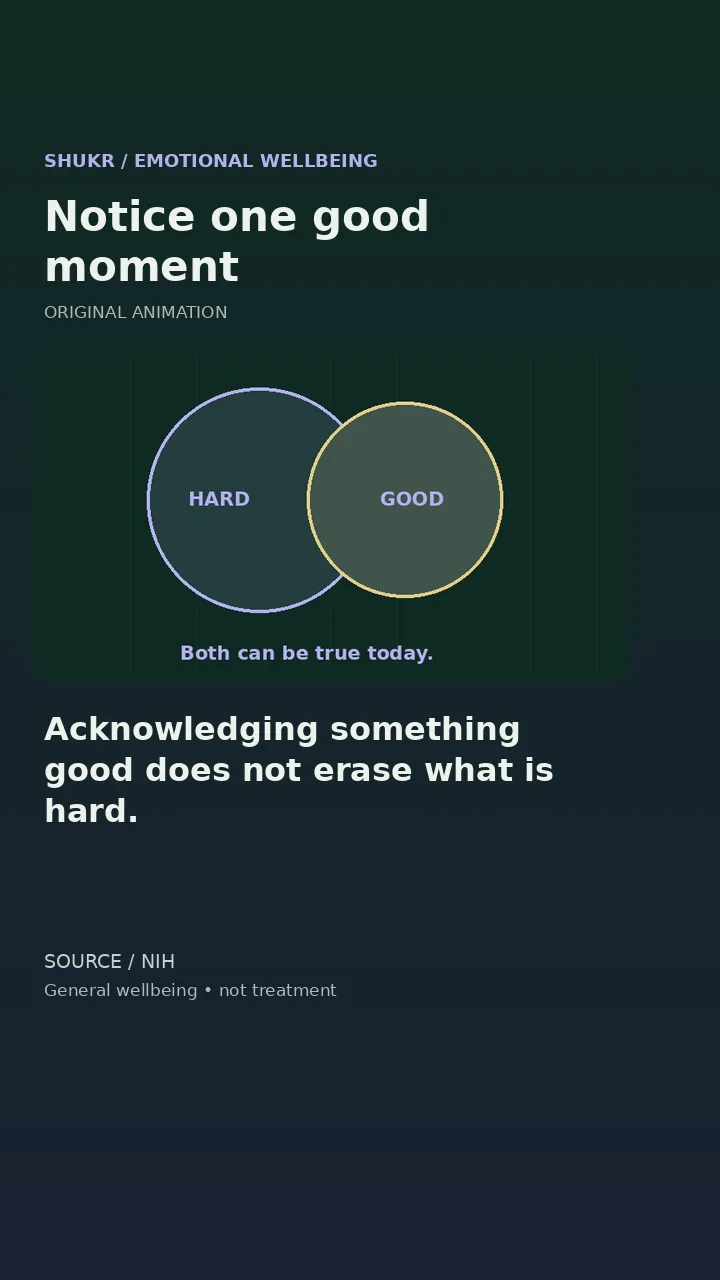 SHUKR / EMOTIONAL WELLBEING
Notice one good
moment
ORIGINAL ANIMATION
HARD
GOOD
Both can be true today.
Acknowledging something
good does not erase what is
hard.
SOURCE / NIH
General wellbeing • not treatment